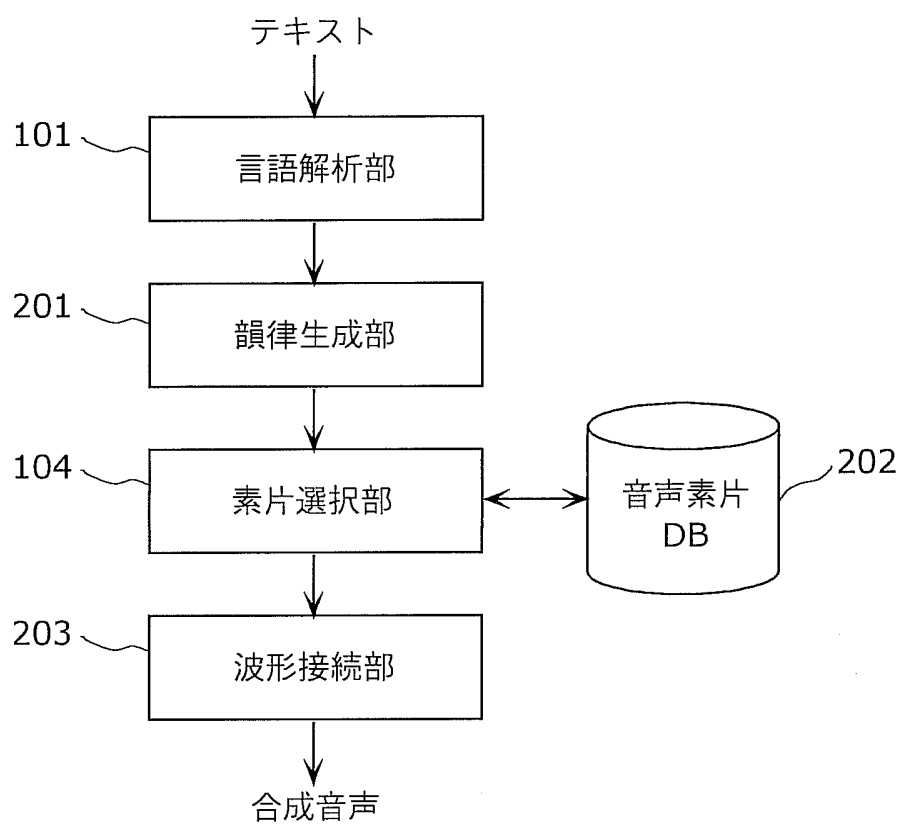 テキスト
101
言語解析部
201
韻律生成部
104
素片選択部
音声素片
DB
202
203
波形接続部
合成音声